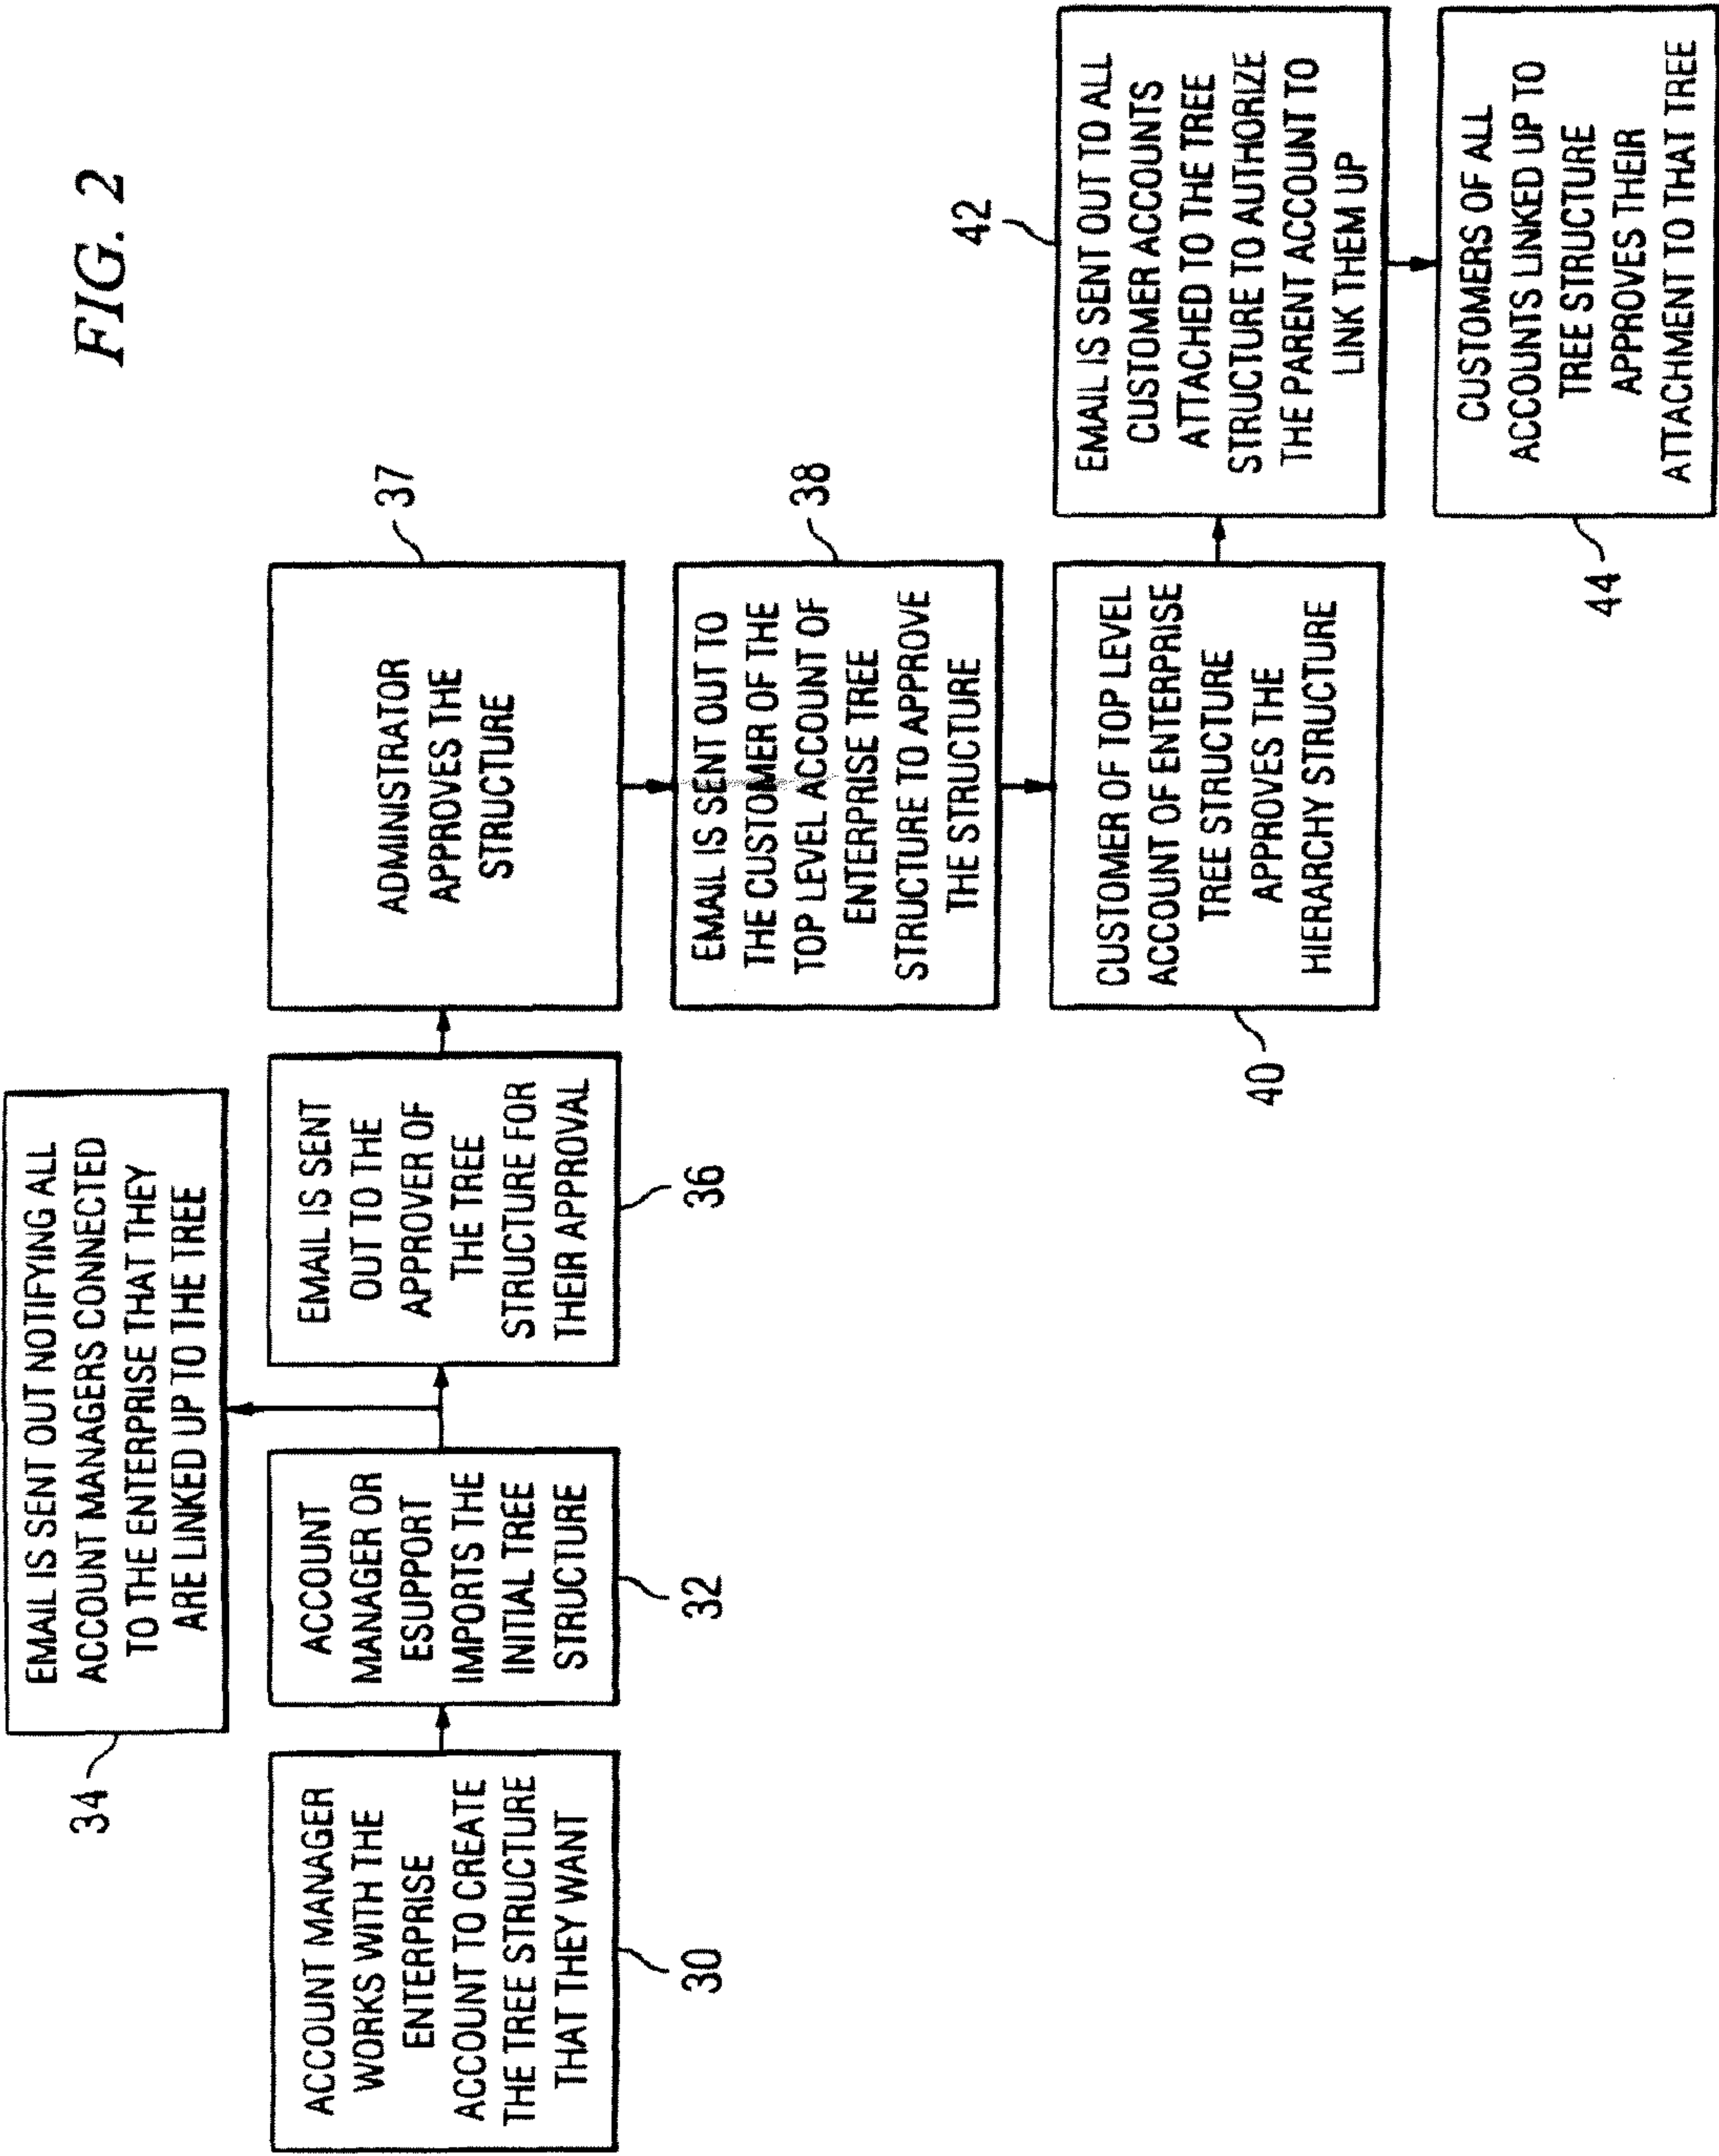 FIG. 2
34
EMAIL IS SENT OUT NOTIFYING ALL
ACCOUNT MANAGERS CONNECTED
TO THE ENTERPRISE THAT THEY
ARE LINKED UP TO THE TREE
ACCOUNT MANAGER
WORKS WITH THE
ENTERPRISE
ACCOUNT TO CREATE
THE TREE STRUCTURE
THAT THEY WANT
30
ACCOUNT
MANAGER OR
ESUPPORT
IMPORTS THE
INITIAL TREE
STRUCTURE
32
EMAIL IS SENT
OUT TO THE
APPROVER OF
THE TREE
STRUCTURE FOR
THEIR APPROVAL
36
ADMINISTRATOR
APPROVES THE
STRUCTURE
37
EMAIL IS SENT OUT TO
THE CUSTOMER OF THE
TOP LEVEL ACCOUNT OF
ENTERPRISE TREE
STRUCTURE TO APPROVE
THE STRUCTURE
38
CUSTOMER OF TOP LEVEL
ACCOUNT OF ENTERPRISE
TREE STRUCTURE
APPROVES THE
HIERARCHY STRUCTURE
40
42
EMAIL IS SENT OUT TO ALL
CUSTOMER ACCOUNTS
ATTACHED TO THE TREE
STRUCTURE TO AUTHORIZE
THE PARENT ACCOUNT TO
LINK THEM UP
CUSTOMERS OF ALL
ACCOUNTS LINKED UP TO
TREE STRUCTURE
APPROVES THEIR
ATTACHMENT TO THAT TREE
44